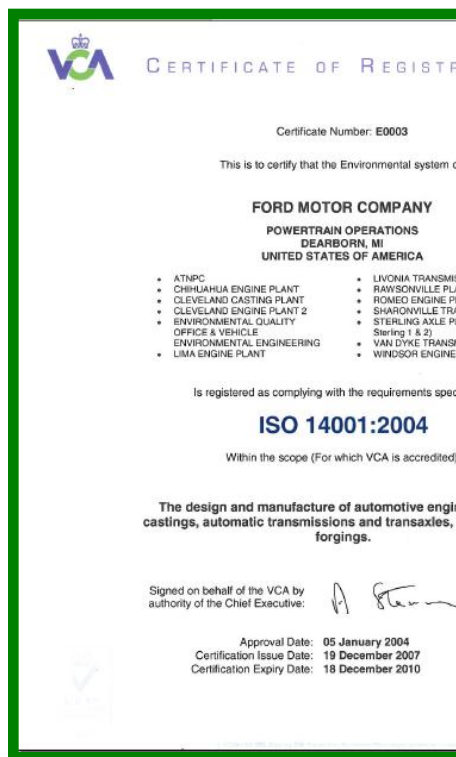 VCA
CERTIFICATE OF REGISTR
Certificate Number: E0003
This is to certify that the Environmental system o
FORD MOTOR COMPANY
POWERTRAIN OPERATIONS
DEARBORN, MI
UNITED STATES OF AMERICA
• ATNPC
• CHIHUAHUA ENGINE PLANT
• CLEVELAND CASTING PLANT
• CLEVELAND ENGINE PLANT 2
• ENVIRONMENTAL QUALITY
OFFICE & VEHICLE
ENVIRONMENTAL ENGINEERING
• LIMA ENGINE PLANT
• LIVONIA TRANSMIS
• RAWSONVILLE PLA
• ROMEO ENGINE P
• SHARONVILLE TRA
• STERLING AXLE P
Sterling 1 & 2)
• VAN DYKE TRANSM
• WINDSOR ENGINE
Is registered as complying with the requirements spec
ISO 14001:2004
Within the scope (For which VCA is accredited)
The design and manufacture of automotive engi
castings, automatic transmissions and transaxles,
forgings.
Signed on behalf of the VCA by
authority of the Chief Executive:
Approval Date: 05 January 2004
Certification Issue Date: 19 December 2007
Certification Expiry Date: 18 December 2010